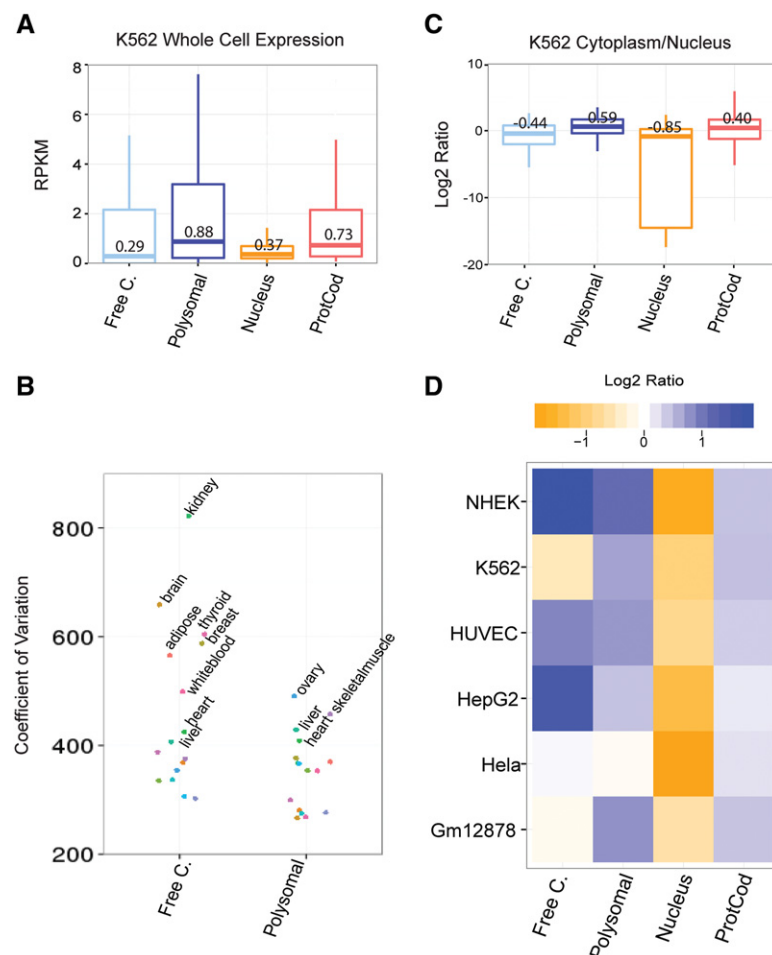 A
K562 Whole Cell Expression
8
6
4
2
0
RPKM
0.29
0.88
0.37
0.73
Free C.
Polysomal
Nucleus
ProtCod
C
K562 Cytoplasm/Nucleus
10
0
-10
-20
Log2 Ratio
-0.44
0.59
-0.85
0.40
Free C.
Polysomal
Nucleus
ProtCod
B
800
600
400
200
Coefficient of Variation
kidney
brain
thyroid
breast
adipose
whiteblood
heart
liver
ovary
skeletalmuscle
liver
heart
Free C.
Polysomal
D
Log2 Ratio
-1
0
1
NHEK
K562
HUVEC
HepG2
Hela
Gm12878
Free C.
Polysomal
Nucleus
ProtCod